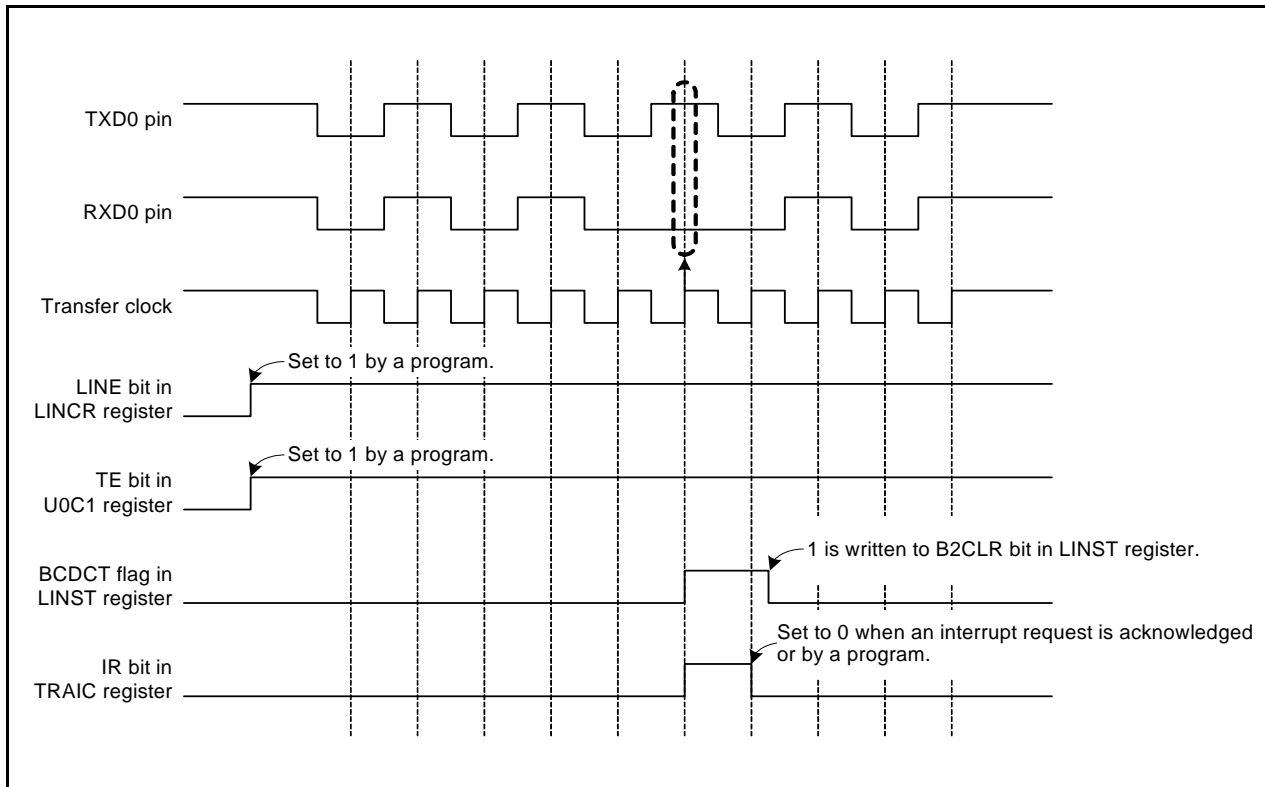 TXD0 pin
RXD0 pin
Transfer clock
Set to 1 by a program.
LINE bit in
LINCR register
Set to 1 by a program.
TE bit in
U0C1 register
1 is written to B2CLR bit in LINST register.
BCDCT flag in
LINST register
Set to 0 when an interrupt request is acknowledged
or by a program.
IR bit in
TRAIC register